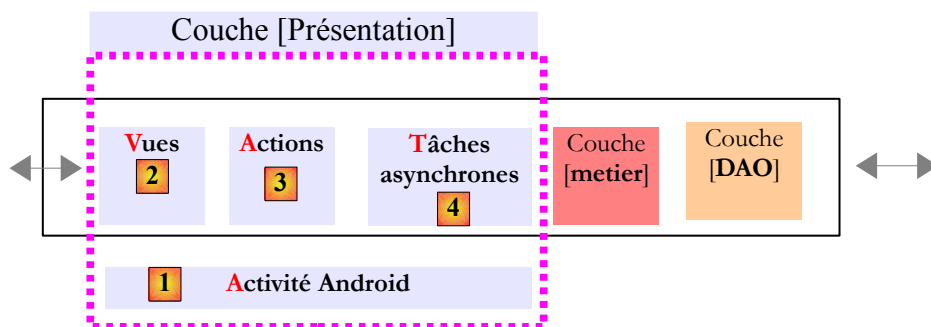 Couche [Présentation]
Vues
2
Actions
3
Tâches
asynchrones
4
Couche
[metier]
Couche
[DAO]
1
Activité Android